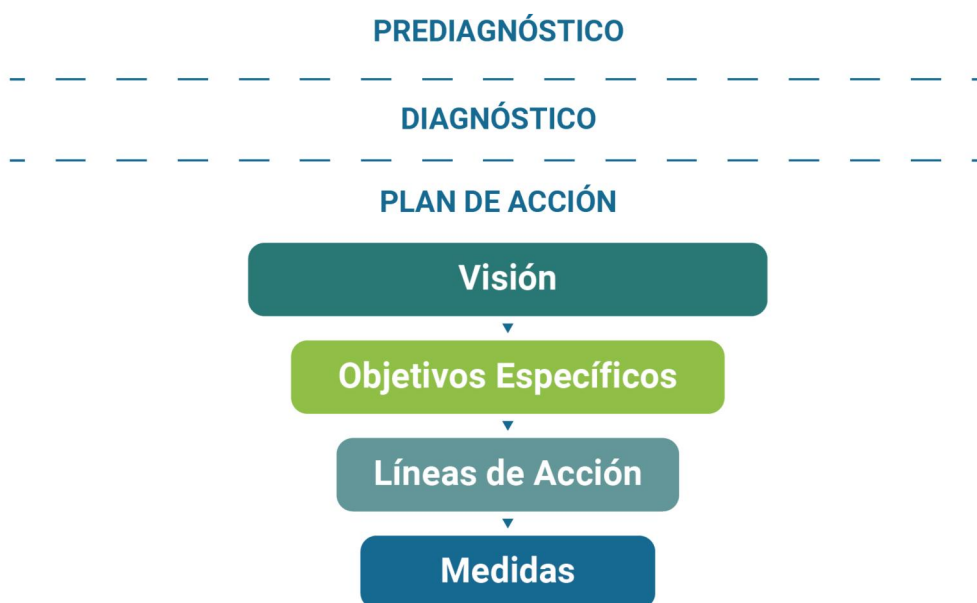 PREDIAGNÓSTICO
DIAGNÓSTICO
PLAN DE ACCIÓN
Visión
Objetivos Específicos
Líneas de Acción
Medidas